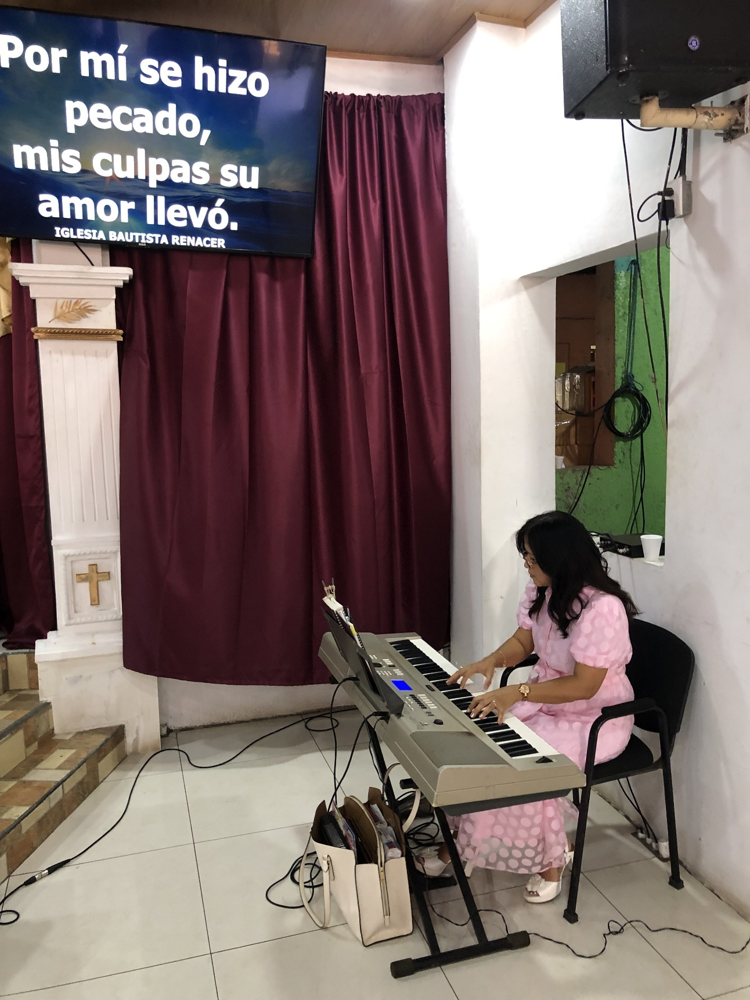 Por mí se hizo
pecado,
mis culpas su
amor llevó.
IGLESIA BAUTISTA RENACER